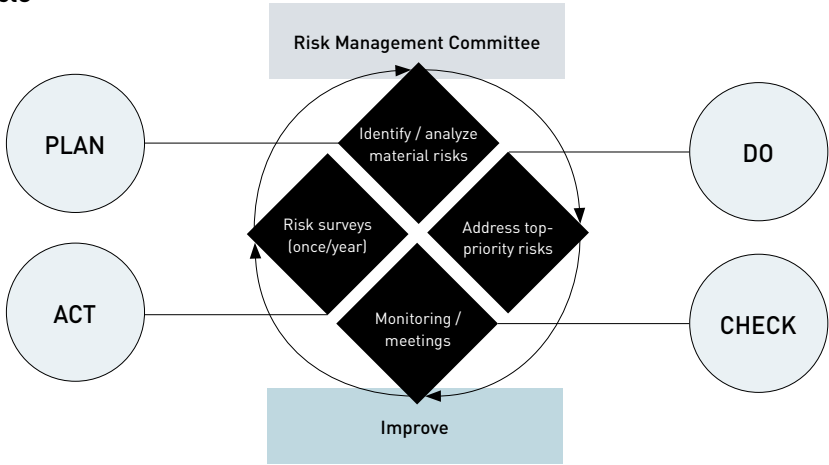 Risk Management Committee
PLAN
Identify / analyze
material risks
DO
Risk surveys
(once/year)
Address top-
priority risks
ACT
Monitoring /
meetings
CHECK
Improve